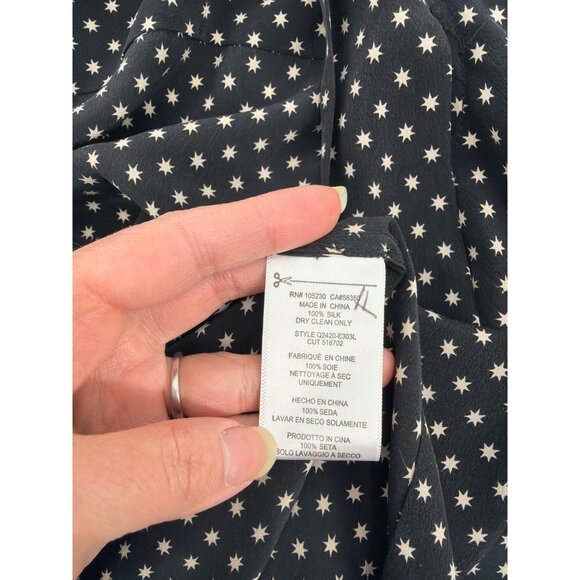 RN# 105230 CA#58350
MADE IN CHINA
100% SILK
DRY CLEAN ONLY
STYLE Q2420-E303L
CUT 518702
FABRIQUÉ EN CHINE
100% SOIE
NETTOYAGE À SEC
UNIQUEMENT
HECHO EN CHINA
100% SEDA
LAVAR EN SECO SOLAMENTE
PRODOTTO IN CINA
100% SETA
SOLO LAVAGGIO A SECCO